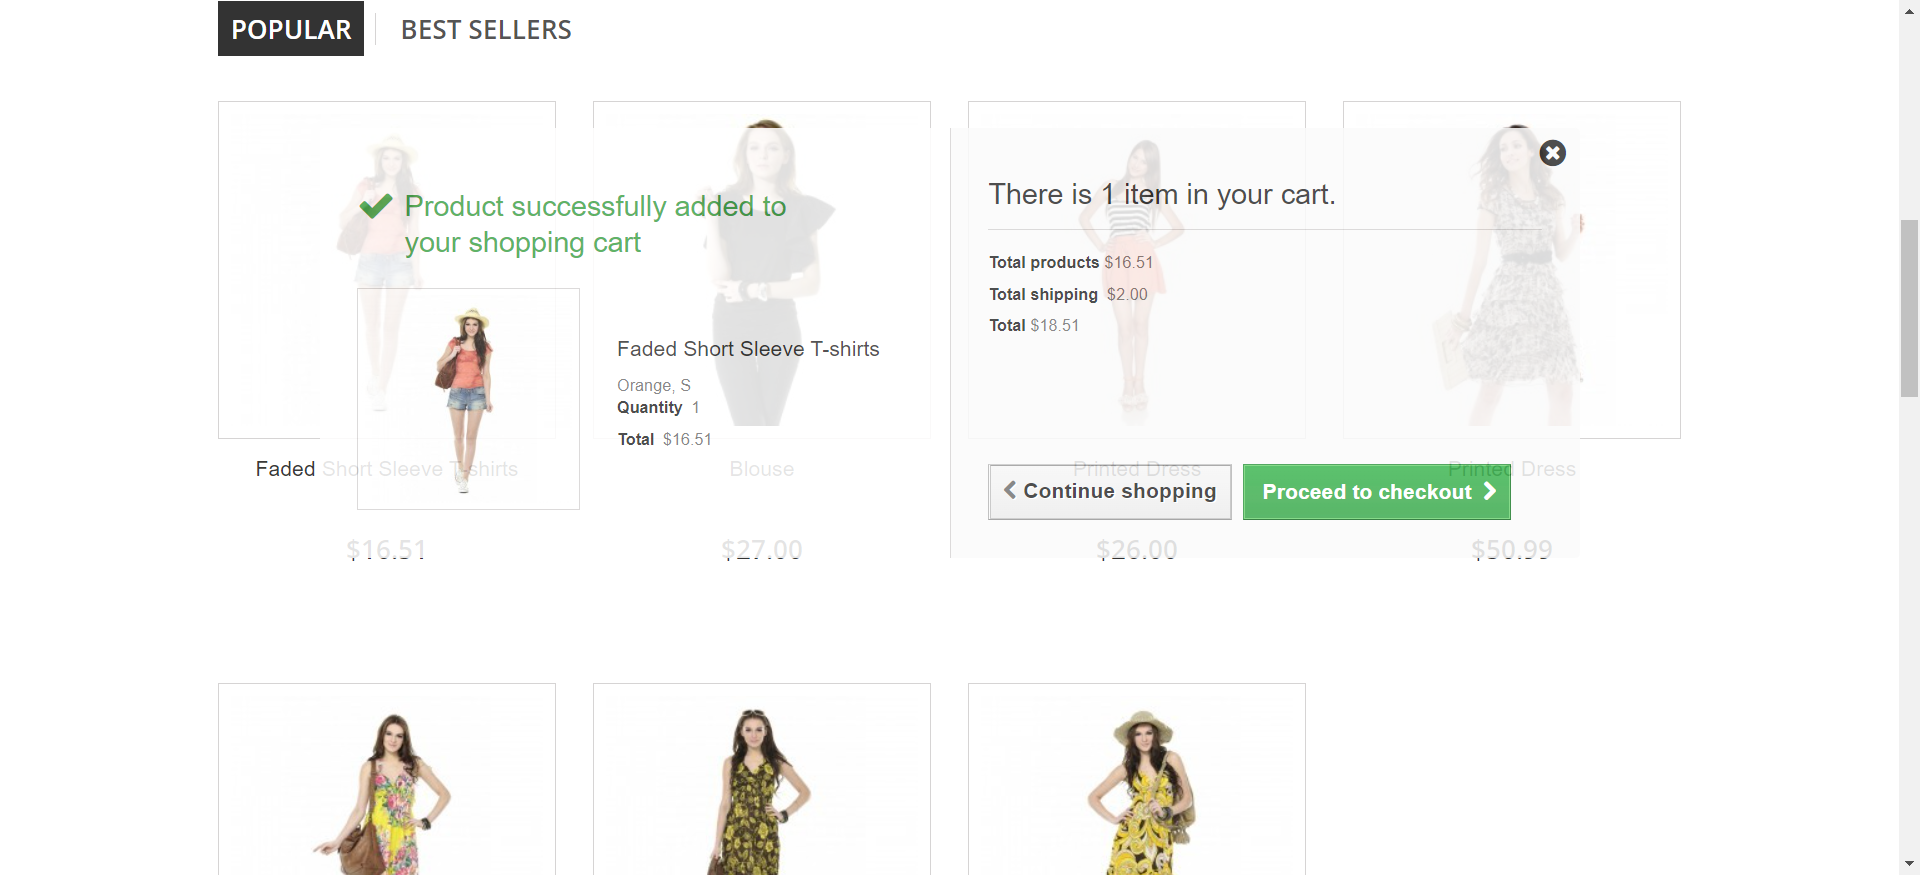 POPULAR
BEST SELLERS
Product successfully added to
your shopping cart
There is 1 item in your cart.
Total products $16.51
Total shipping $2.00
Total $18.51
Faded Short Sleeve T-shirts
Orange, S
Quantity 1
Total $16.51
Faded Short Sleeve T-shirts
Blouse
Printed Dress
Printed Dress
Continue shopping
Proceed to checkout
$16.51
$27.00
$26.00
$50.99